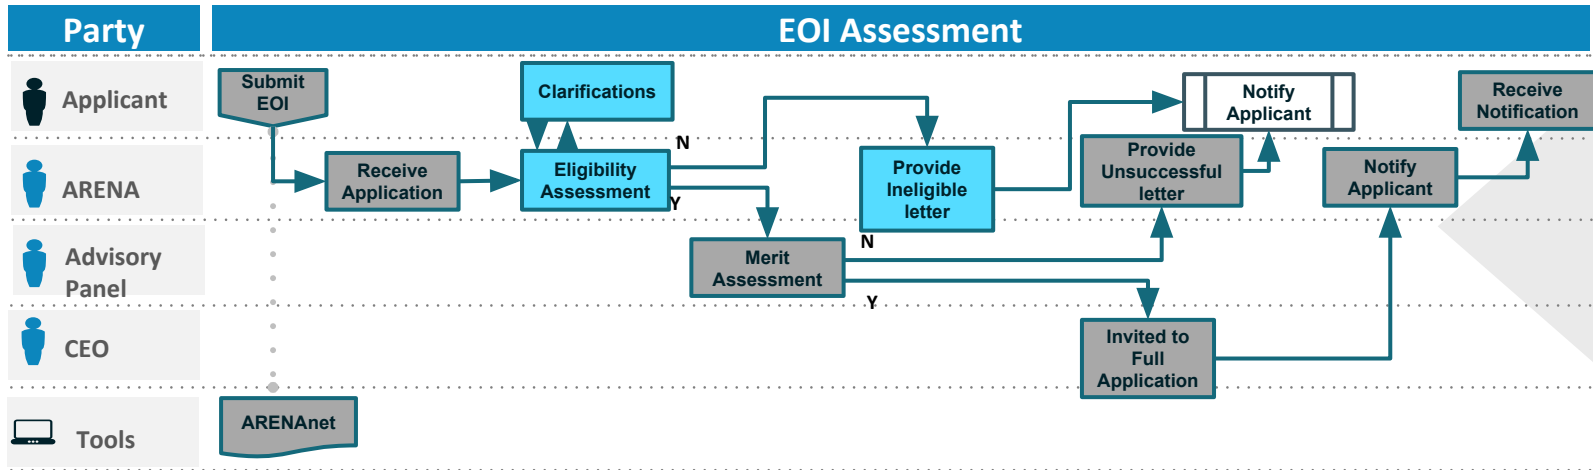 Party
EOI Assessment
Applicant
Submit
EOI
Clarifications
Notify
Applicant
Receive
Notification
N
ARENA
Receive
Application
Eligibility
Assessment
Provide
Ineligible
letter
Provide
Unsuccessful
letter
Notify
Applicant
Y
Advisory
Panel
Merit
Assessment
N
Y
CEO
Invited to
Full
Application
Tools
ARENAnet